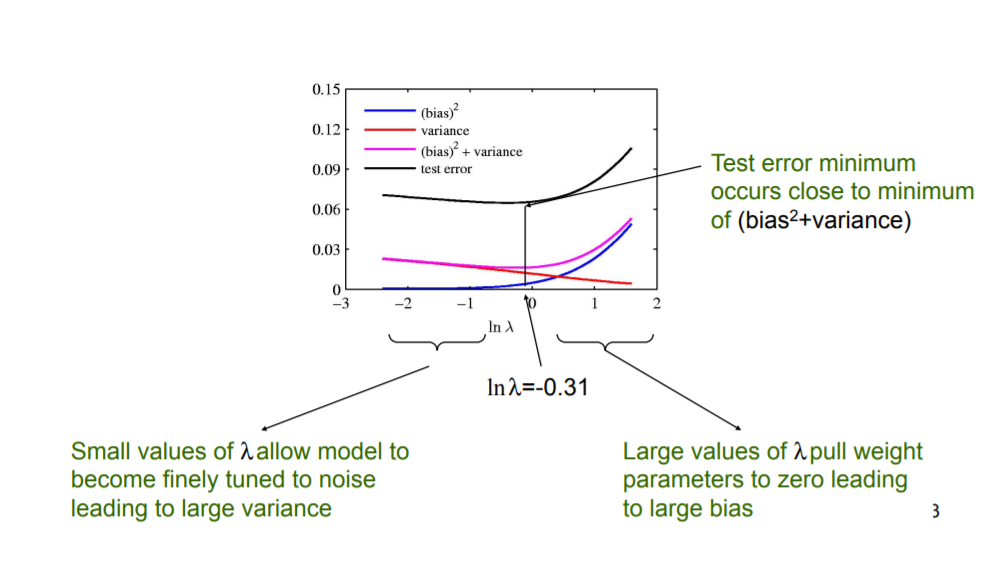 0.15
0.12
0.09
0.06
0.03
0
(bias)²
variance
(bias)² + variance
test error
−3
−2
−1
0
1
2
ln λ
Test error minimum
occurs close to minimum
of (bias²+variance)
lnλ=-0.31
Small values of λ allow model to
become finely tuned to noise
leading to large variance
Large values of λ pull weight
parameters to zero leading
to large bias